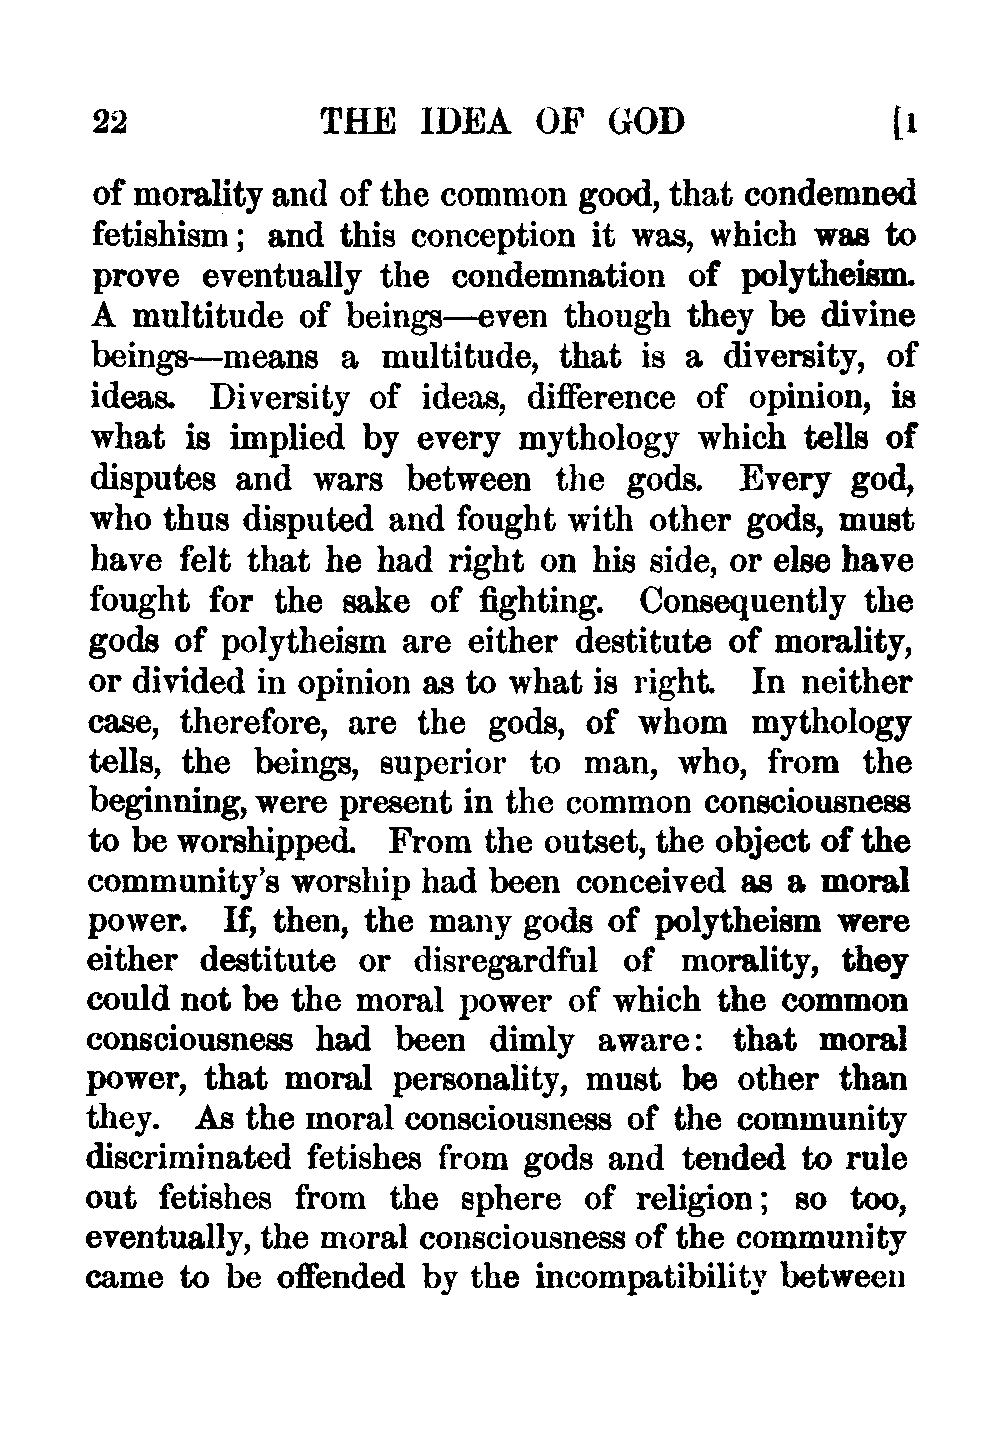 22 THE IDEA OF GOD [1
of morality and of the common good, that condemned
fetishism; and this conception it was, which was to
prove eventually the condemnation of polytheism.
A multitude of beings—even though they be divine
beings—means a multitude, that is a diversity, of
ideas. Diversity of ideas, difference of opinion, is
what is implied by every mythology which tells of
disputes and wars between the gods. Every god,
who thus disputed and fought with other gods, must
have felt that he had right on his side, or else have
fought for the sake of fighting. Consequently the
gods of polytheism are either destitute of morality,
or divided in opinion as to what is right. In neither
case, therefore, are the gods, of whom mythology
tells, the beings, superior to man, who, from the
beginning, were present in the common consciousness
to be worshipped. From the outset, the object of the
community's worship had been conceived as a moral
power. If, then, the many gods of polytheism were
either destitute or disregardful of morality, they
could not be the moral power of which the common
consciousness had been dimly aware: that moral
power, that moral personality, must be other than
they. As the moral consciousness of the community
discriminated fetishes from gods and tended to rule
out fetishes from the sphere of religion; so too,
eventually, the moral consciousness of the community
came to be offended by the incompatibility between